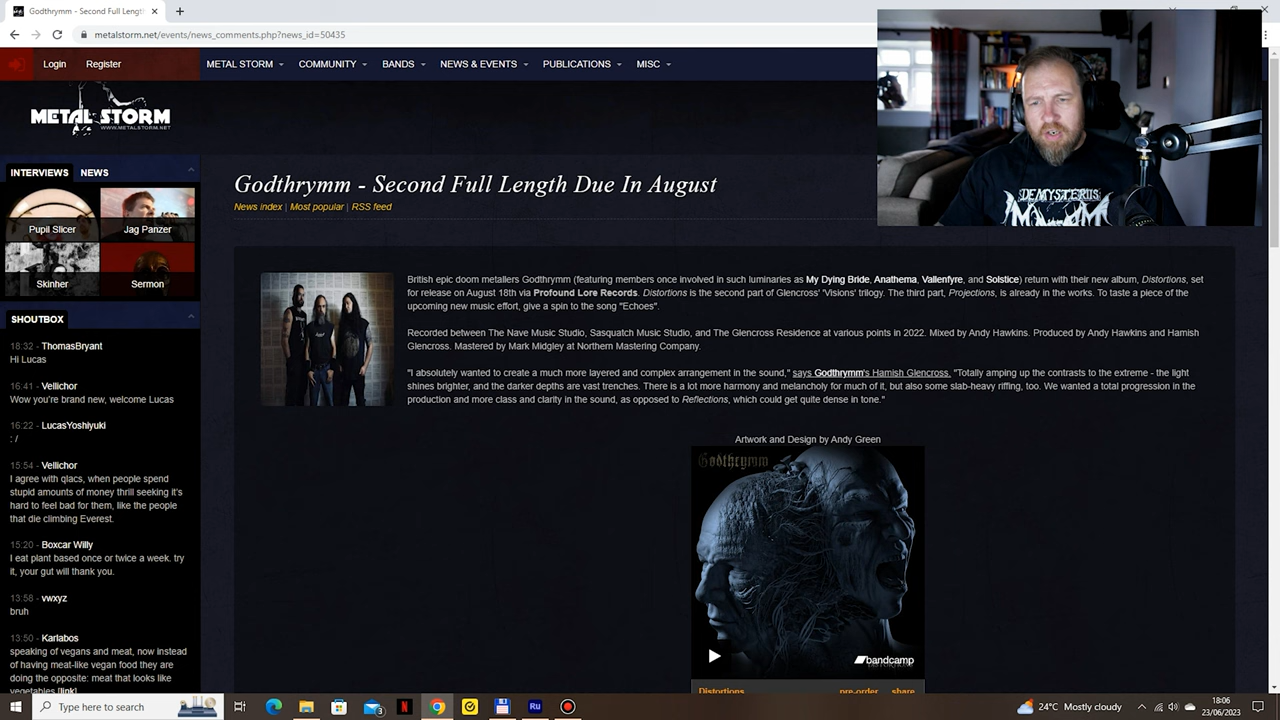 Godthrymm - Second Full Length
metalstorm.net/events/news_comments.php?news_id=50435
Login Register METAL STORM COMMUNITY BANDS NEWS & EVENTS PUBLICATIONS MISC
METAL STORM
WWW.METALSTORM.NET
INTERVIEWS NEWS
Pupil Slicer Jag Panzer
Skinner Sermon
SHOUTBOX
18:32 - ThomasBryant
Hi Lucas
16:41 - Vellichor
Wow you're brand new, welcome Lucas
16:22 - LucasYoshiyuki
: /
15:54 - Vellichor
I agree with qlacs, when people spend
stupid amounts of money thrill seeking it's
hard to feel bad for them, like the people
that die climbing Everest.
15:20 - Boxcar Willy
I eat plant based once or twice a week. try
it, your gut will thank you.
13:58 - vwxyz
bruh
13:50 - Karlabos
speaking of vegans and meat, now instead
of having meat-like vegan food they are
doing the opposite: meat that looks like
vegetables [link]
Godthrymm - Second Full Length Due In August
News index | Most popular | RSS feed
British epic doom metallers Godthrymm (featuring members once involved in such luminaries as My Dying Bride, Anathema, Vallenfyre, and Solstice) return with their new album, Distortions, set
for release on August 18th via Profound Lore Records. Distortions is the second part of Glencross' 'Visions' trilogy. The third part, Projections, is already in the works. To taste a piece of the
upcoming new music effort, give a spin to the song "Echoes".
Recorded between The Nave Music Studio, Sasquatch Music Studio, and The Glencross Residence at various points in 2022. Mixed by Andy Hawkins. Produced by Andy Hawkins and Hamish
Glencross. Mastered by Mark Midgley at Northern Mastering Company.
"I absolutely wanted to create a much more layered and complex arrangement in the sound," says Godthrymm's Hamish Glencross. "Totally amping up the contrasts to the extreme - the light
shines brighter, and the darker depths are vast trenches. There is a lot more harmony and melancholy for much of it, but also some slab-heavy riffing, too. We wanted a total progression in the
production and more class and clarity in the sound, as opposed to Reflections, which could get quite dense in tone."
Artwork and Design by Andy Green
Godthrymm
bandcamp
Distortions pre-order share
DEMYSTERIIS
Type here to search
3
Ru
24°C Mostly cloudy
18:06
23/06/2023